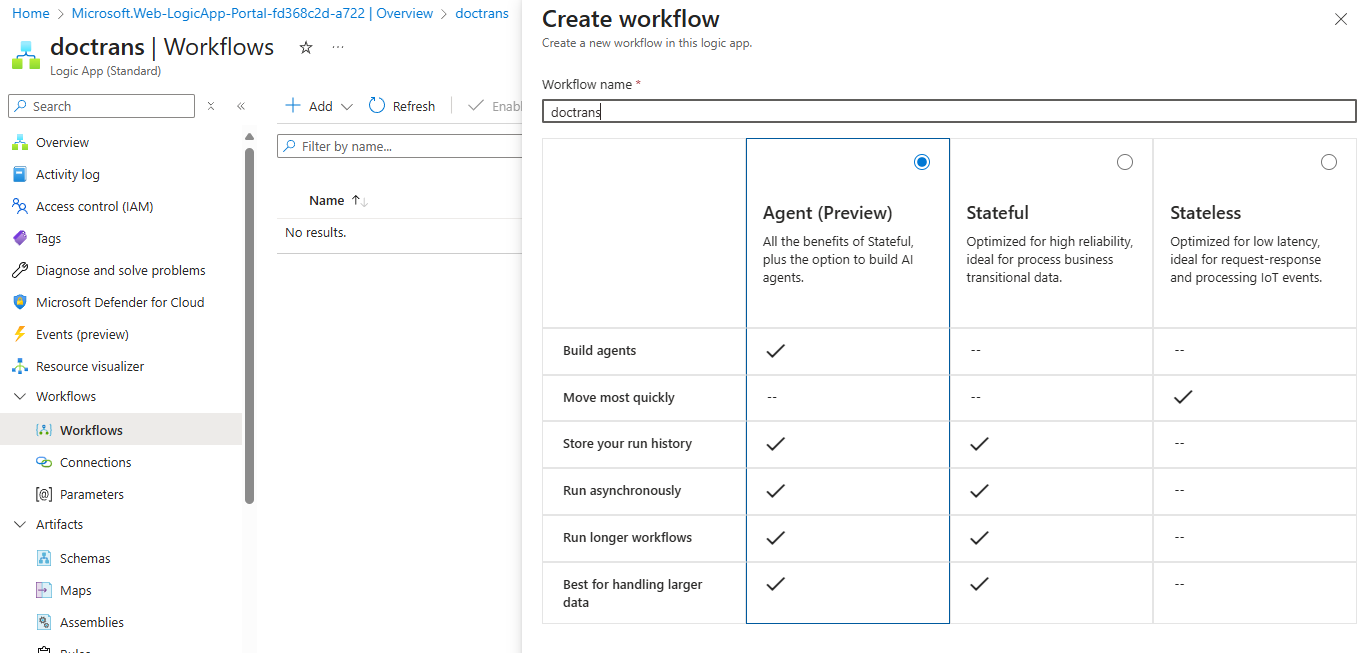 Home > Microsoft.Web-LogicApp-Portal-fd368c2d-a722 | Overview > doctrans
doctrans | Workflows
Logic App (Standard)
Search
Overview
Activity log
Access control (IAM)
Tags
Diagnose and solve problems
Microsoft Defender for Cloud
Events (preview)
Resource visualizer
Workflows
Workflows
Connections
Parameters
Artifacts
Schemas
Maps
Assemblies
Add
Refresh
Enabl
Filter by name...
Name
No results.
Create workflow
Create a new workflow in this logic app.
Workflow name *
doctrans
Agent (Preview)
All the benefits of Stateful,
plus the option to build AI
agents.
Stateful
Optimized for high reliability,
ideal for process business
transitional data.
Stateless
Optimized for low latency,
ideal for request-response
and processing IoT events.
Build agents -- --
Move most quickly -- --
Store your run history --
Run asynchronously --
Run longer workflows --
Best for handling larger
data --